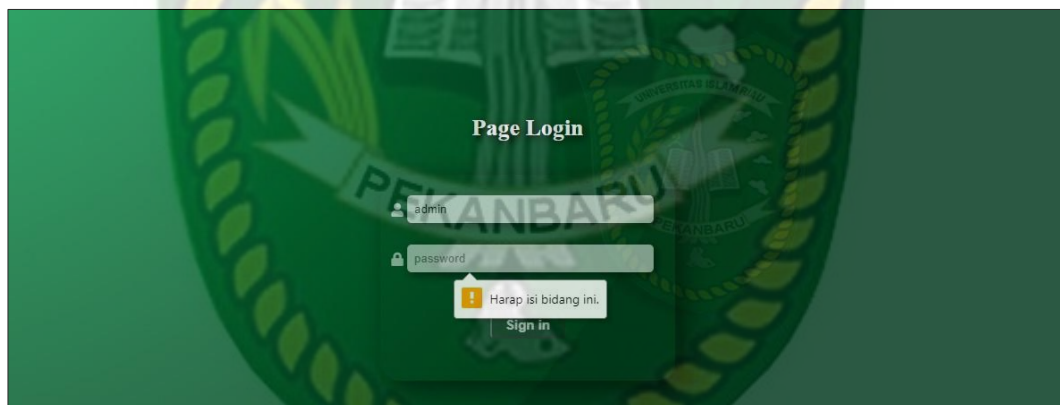 UNIVERSITAS ISLAM RIAU
Page Login
PEKANBARU
admin
PEKANBARU
password
Harap isi bidang ini.
Sign in